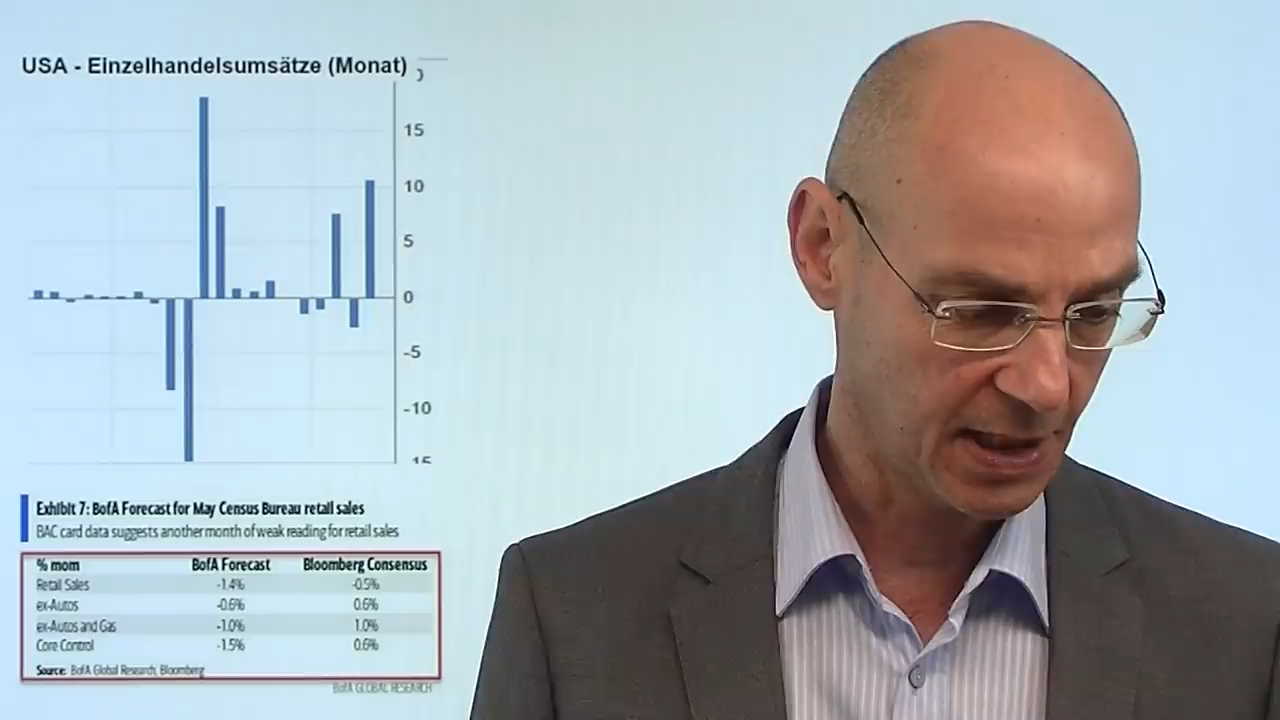 USA - Einzelhandelsumsätze (Monat)
15
10
5
0
-5
-10
15
Exhibit 7: BofA Forecast for May Census Bureau retail sales
BAC card data suggests another month of weak reading for retail sales
% mom BofA Forecast Bloomberg Consensus
Retail Sales -1.4% -0.5%
ex-Autos -0.6% 0.6%
ex-Autos and Gas -1.0% 1.0%
Core Control -1.5% 0.6%
Source: BofA Global Research, Bloomberg
BofA GLOBAL RESEARCH